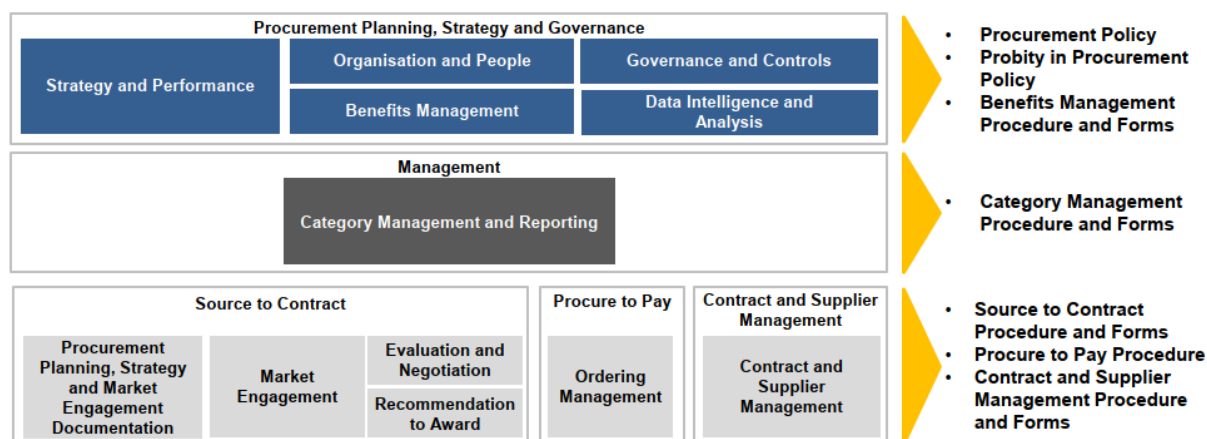 Procurement Planning, Strategy and Governance
Strategy and Performance
Organisation and People
Governance and Controls
Benefits Management
Data Intelligence and
Analysis
• Procurement Policy
• Probity in Procurement
Policy
• Benefits Management
Procedure and Forms
Management
Category Management and Reporting
• Category Management
Procedure and Forms
Source to Contract
Procurement
Planning, Strategy
and Market
Engagement
Documentation
Market
Engagement
Evaluation and
Negotiation
Recommendation
to Award
Procure to Pay
Ordering
Management
Contract and Supplier
Management
Contract and
Supplier
Management
• Source to Contract
Procedure and Forms
• Procure to Pay Procedure
• Contract and Supplier
Management Procedure
and Forms